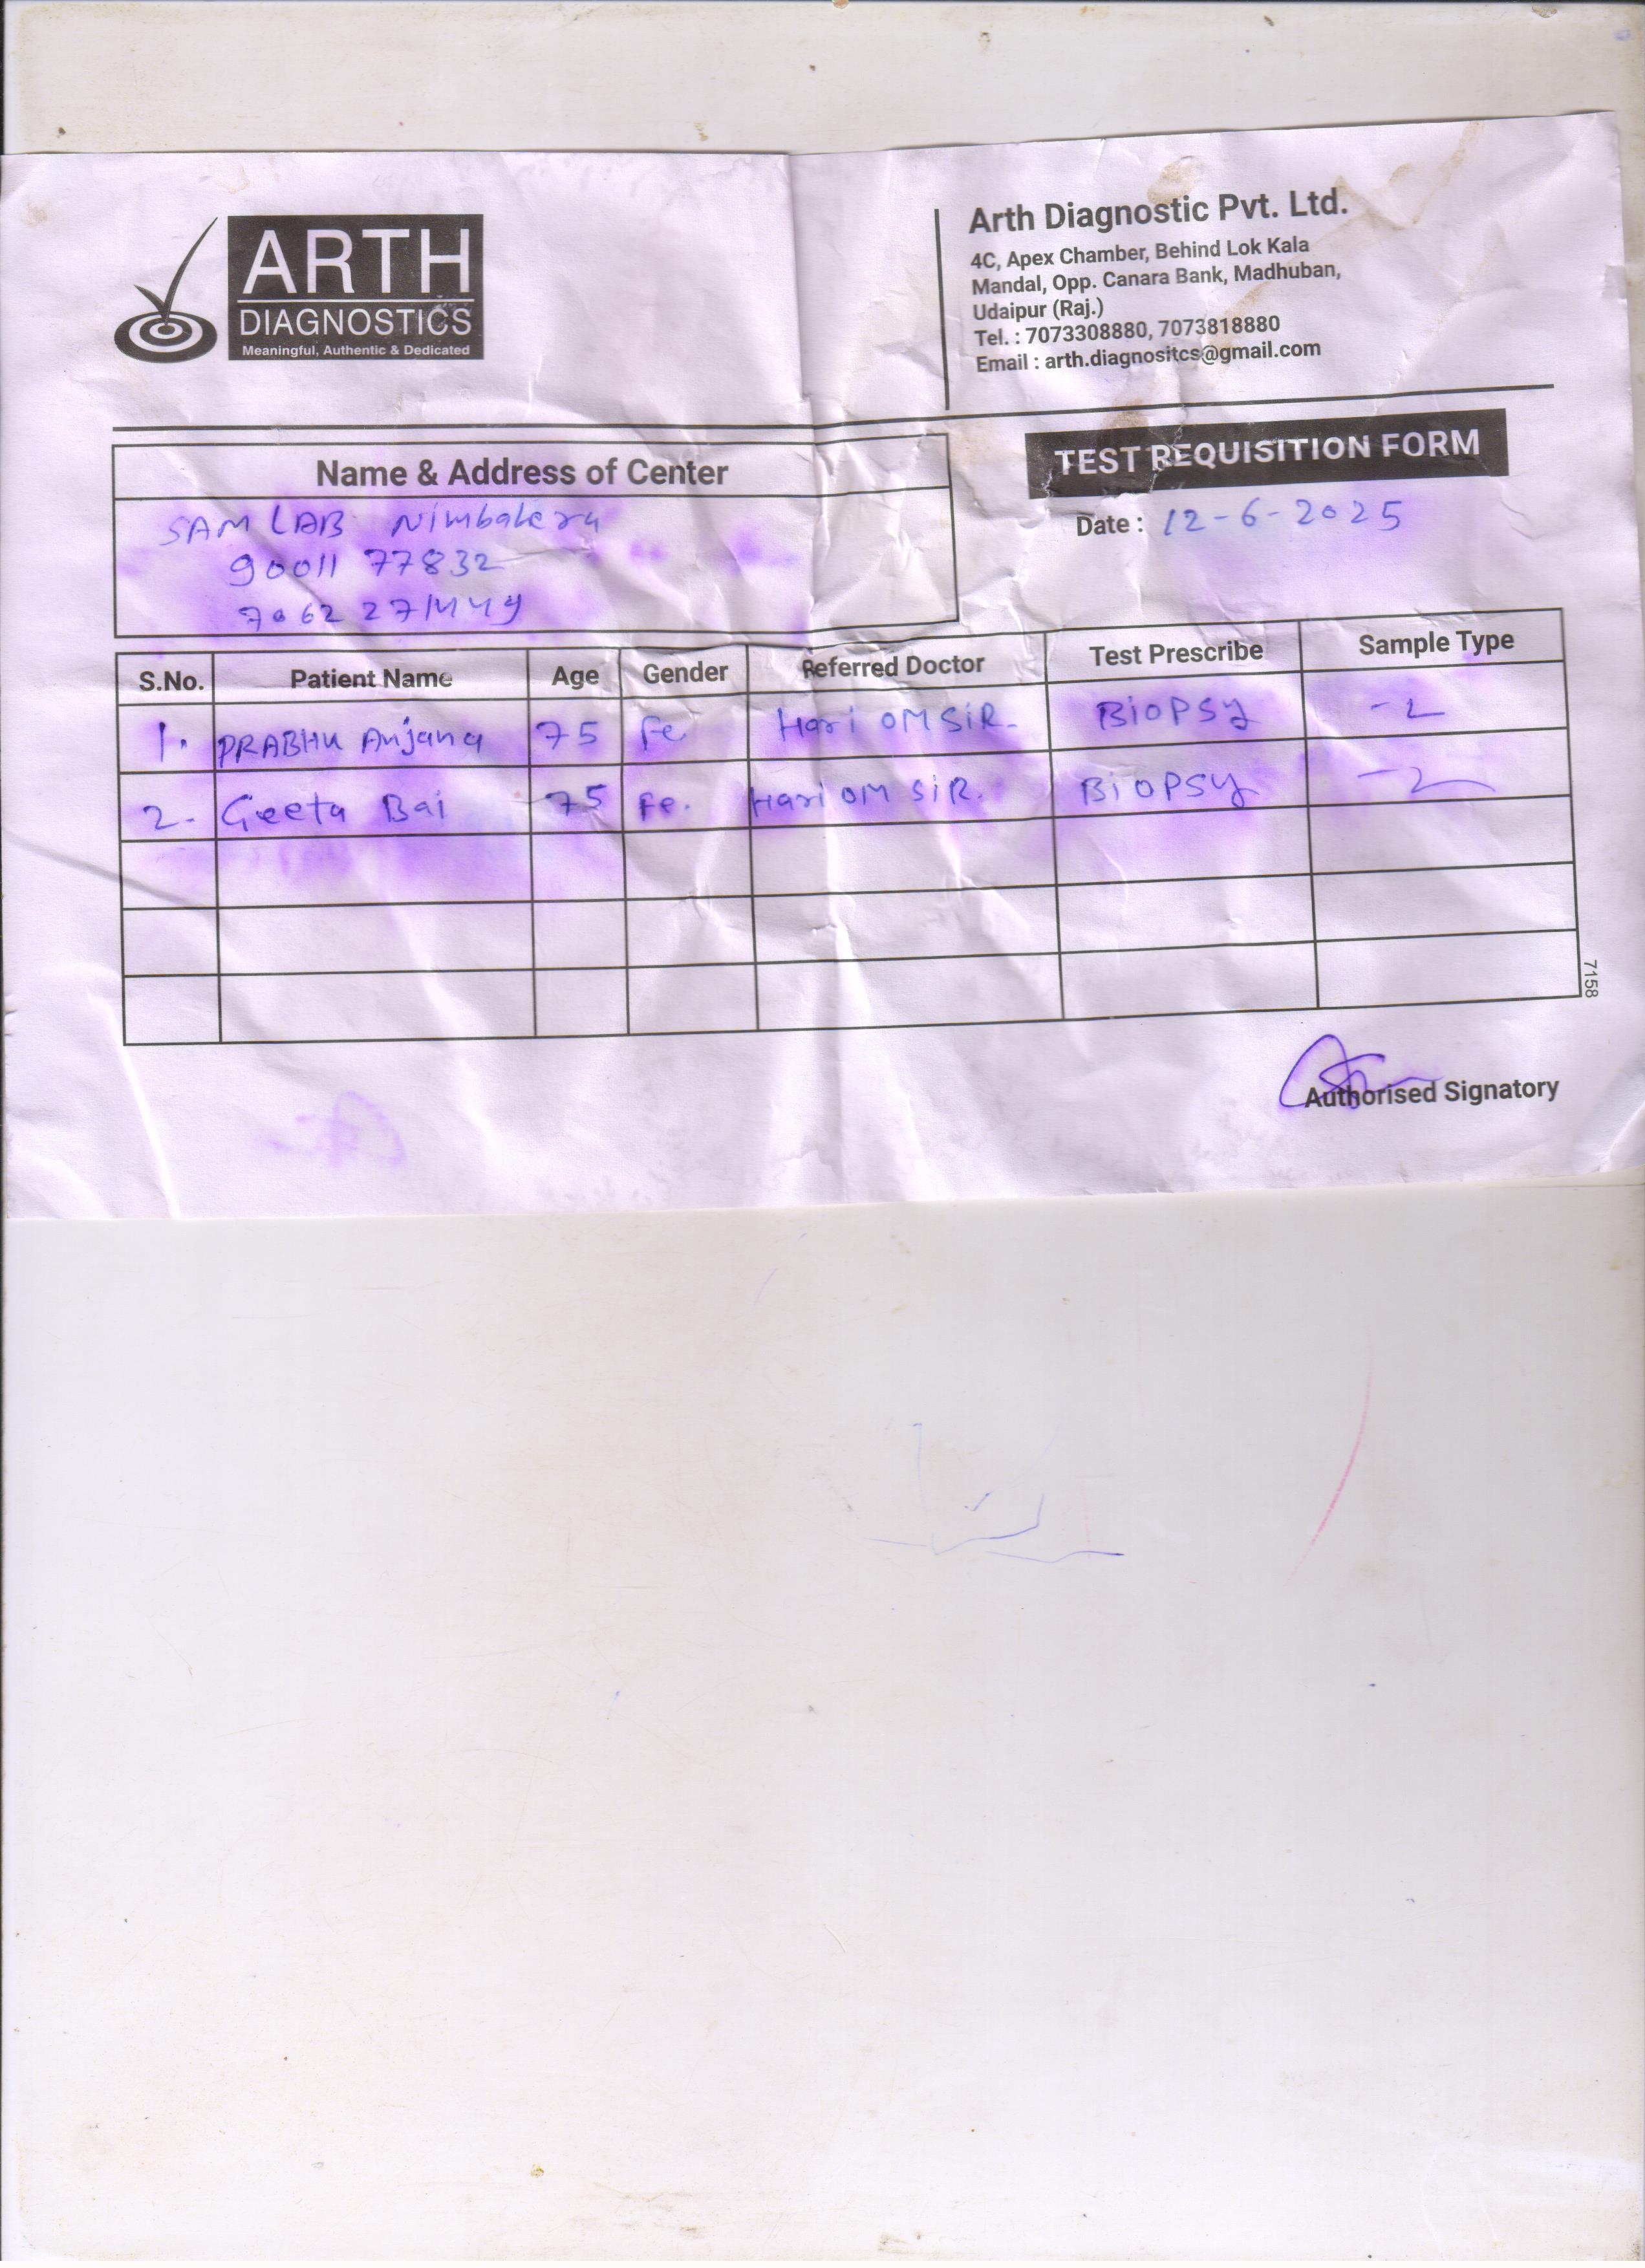 ARTH
DIAGNOSTICS
Meaningful, Authentic & Dedicated
Arth Diagnostic Pvt. Ltd.
4C, Apex Chamber, Behind Lok Kala
Mandal, Opp. Canara Bank, Madhuban,
Udaipur (Raj.)
Tel. : 7073308880, 7073818880
Email : arth.diagnositcs@gmail.com
Name & Address of Center
SAM LAB Nimbahera
90011 77832
7062271449
TEST REQUISITION FORM
Date : 12-6-2025
S.No. Patient Name Age Gender Referred Doctor Test Prescribe Sample Type
1. PRABHU Anjana 75 Fe Hari OM SiR. BiOPSy - 2
2. Geeta Bai 75 Fe. Hari OM SiR. BiOPSy - 2
7158
Authorised Signatory